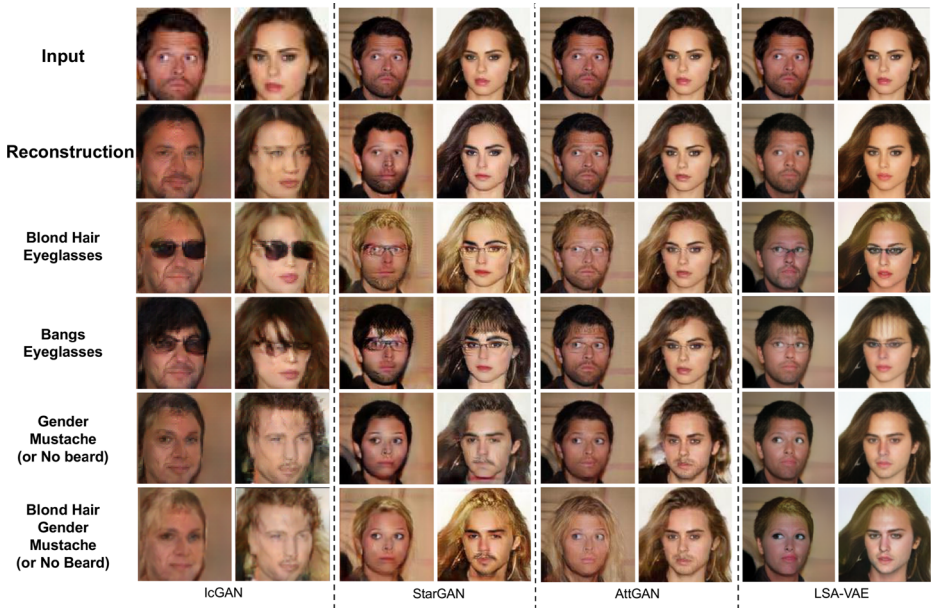 Input
Reconstruction
Blond Hair
Eyeglasses
Bangs
Eyeglasses
Gender
Mustache
(or No beard)
Blond Hair
Gender
Mustache
(or No Beard)
IcGAN
StarGAN
AttGAN
LSA-VAE